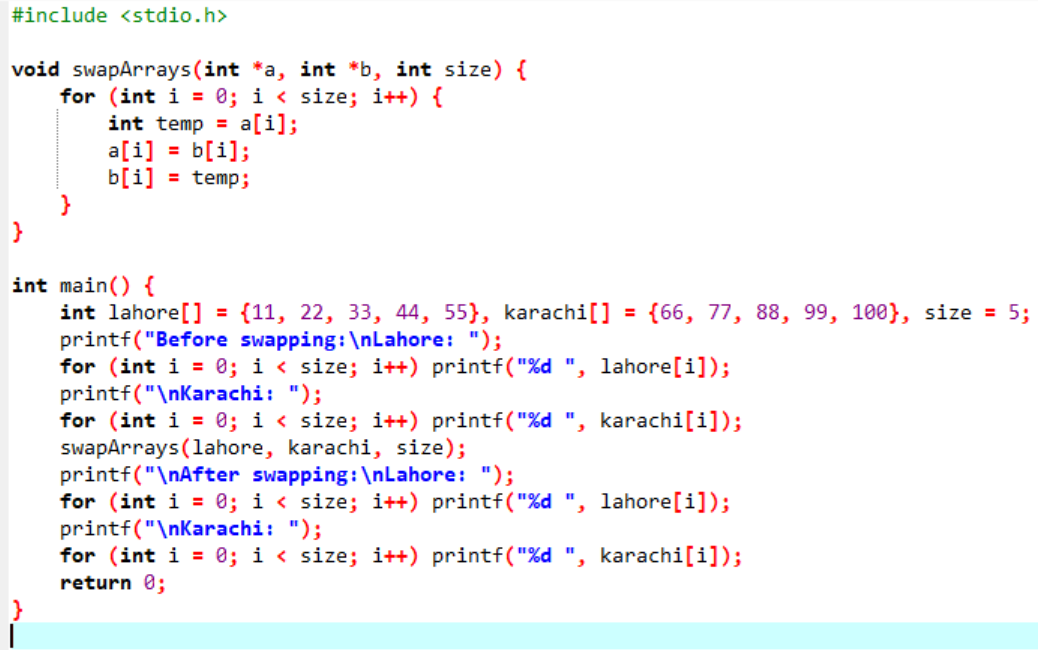 #include <stdio.h>
void swapArrays(int *a, int *b, int size) {
for (int i = 0; i < size; i++) {
int temp = a[i];
a[i] = b[i];
b[i] = temp;
}
}
int main() {
int lahore[] = {11, 22, 33, 44, 55}, karachi[] = {66, 77, 88, 99, 100}, size = 5;
printf("Before swapping:\nLahore: ");
for (int i = 0; i < size; i++) printf("%d ", lahore[i]);
printf("\nKarachi: ");
for (int i = 0; i < size; i++) printf("%d ", karachi[i]);
swapArrays(lahore, karachi, size);
printf("\nAfter swapping:\nLahore: ");
for (int i = 0; i < size; i++) printf("%d ", lahore[i]);
printf("\nKarachi: ");
for (int i = 0; i < size; i++) printf("%d ", karachi[i]);
return 0;
}